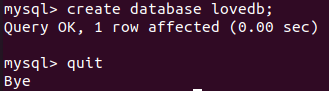 mysql> create database lovedb;
Query OK, 1 row affected (0.00 sec)
mysql> quit
Bye